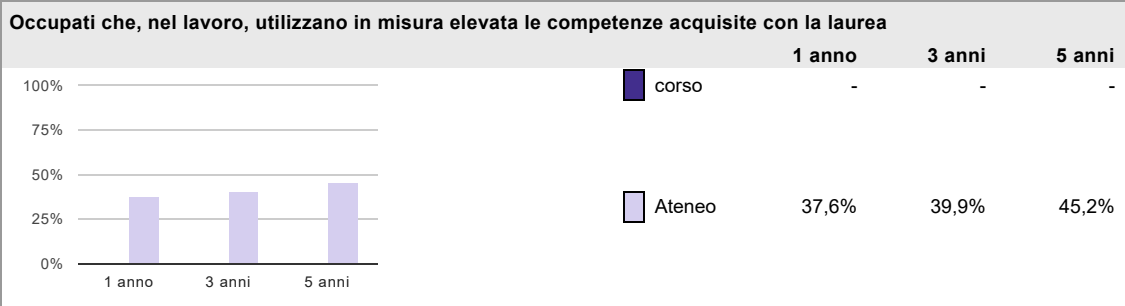 Occupati che, nel lavoro, utilizzano in misura elevata le competenze acquisite con la laurea
1 anno 3 anni 5 anni
100%
75%
50%
25%
0%
1 anno 3 anni 5 anni
corso - - -
Ateneo 37,6% 39,9% 45,2%